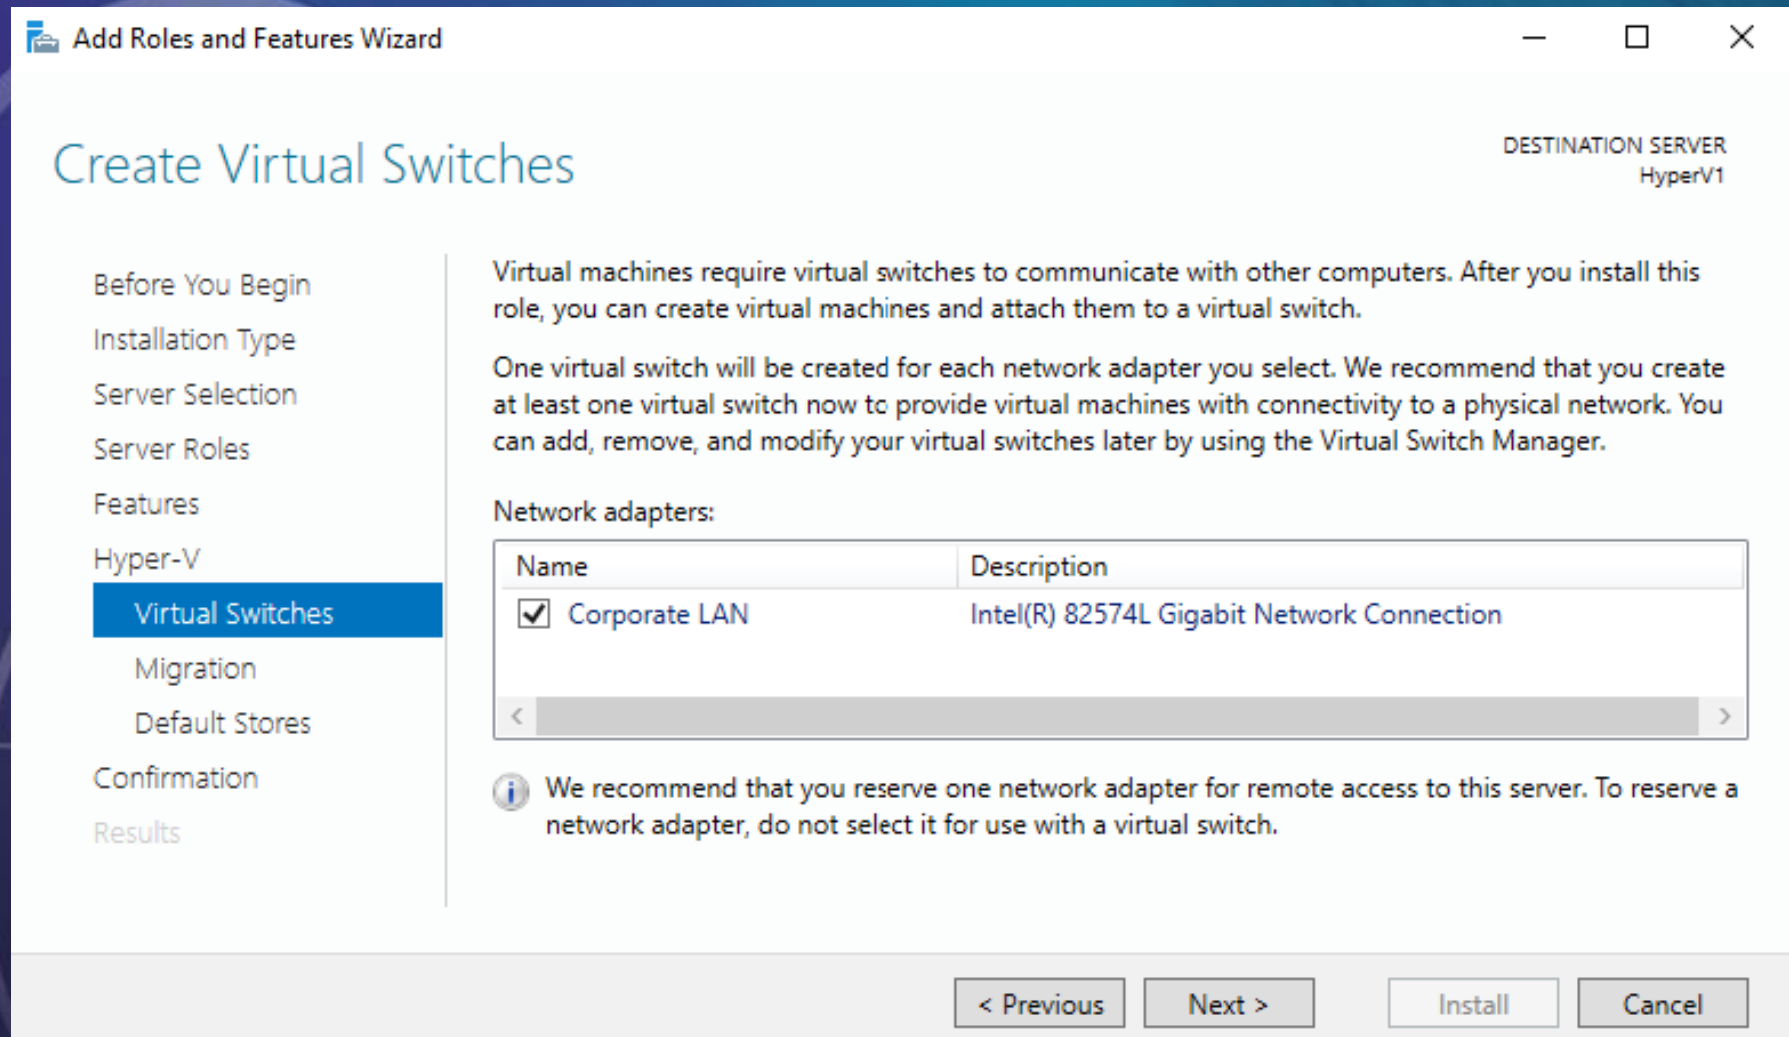 Add Roles and Features Wizard
Create Virtual Switches
DESTINATION SERVER
HyperV1
Before You Begin
Installation Type
Server Selection
Server Roles
Features
Hyper-V
Virtual Switches
Migration
Default Stores
Confirmation
Results
Virtual machines require virtual switches to communicate with other computers. After you install this
role, you can create virtual machines and attach them to a virtual switch.
One virtual switch will be created for each network adapter you select. We recommend that you create
at least one virtual switch now to provide virtual machines with connectivity to a physical network. You
can add, remove, and modify your virtual switches later by using the Virtual Switch Manager.
Network adapters:
Name Description
Corporate LAN Intel(R) 82574L Gigabit Network Connection
We recommend that you reserve one network adapter for remote access to this server. To reserve a
network adapter, do not select it for use with a virtual switch.
< Previous Next > Install Cancel